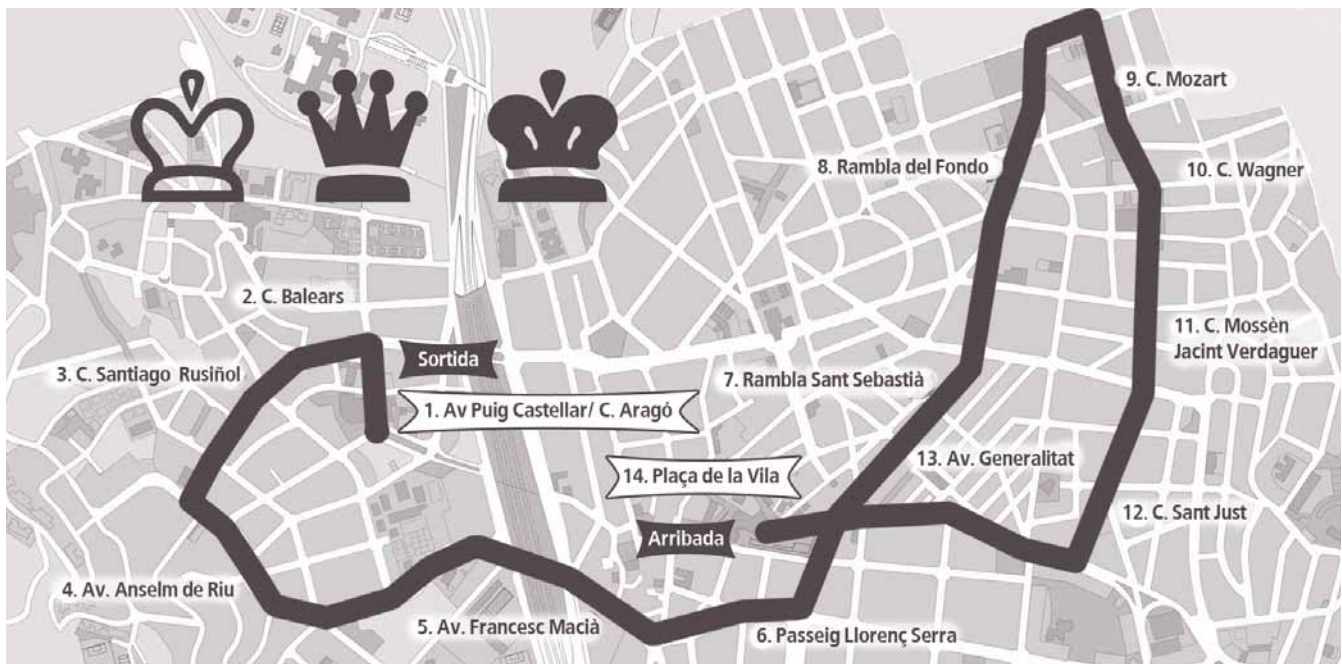 9. C. Mozart
8. Rambla del Fondo
10. C. Wagner
2. C. Balears
11. C. Mossèn
Jacint Verdaguer
Sortida
3. C. Santiago Rusiñol
7. Rambla Sant Sebastià
1. Av Puig Castellar/ C. Aragó
13. Av. Generalitat
14. Plaça de la Vila
12. C. Sant Just
Arribada
4. Av. Anselm de Riu
5. Av. Francesc Macià
6. Passeig Llorenç Serra